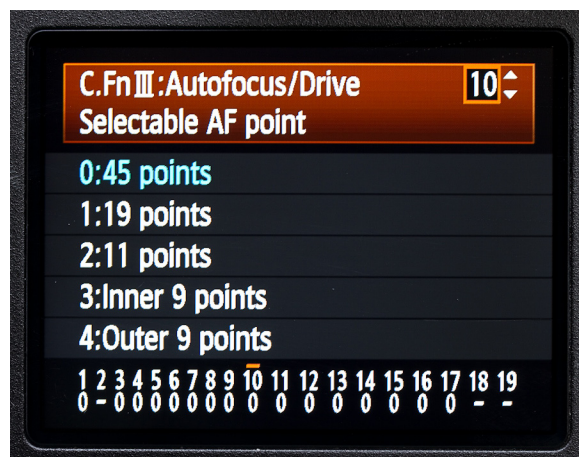 C.Fn III :Autofocus/Drive 10
Selectable AF point
0:45 points
1:19 points
2:11 points
3:Inner 9 points
4:Outer 9 points
1 2 3 4 5 6 7 8 9 10 11 12 13 14 15 16 17 18 19
0 - 0 0 0 0 0 0 0 0 0 0 0 0 0 0 0 - -